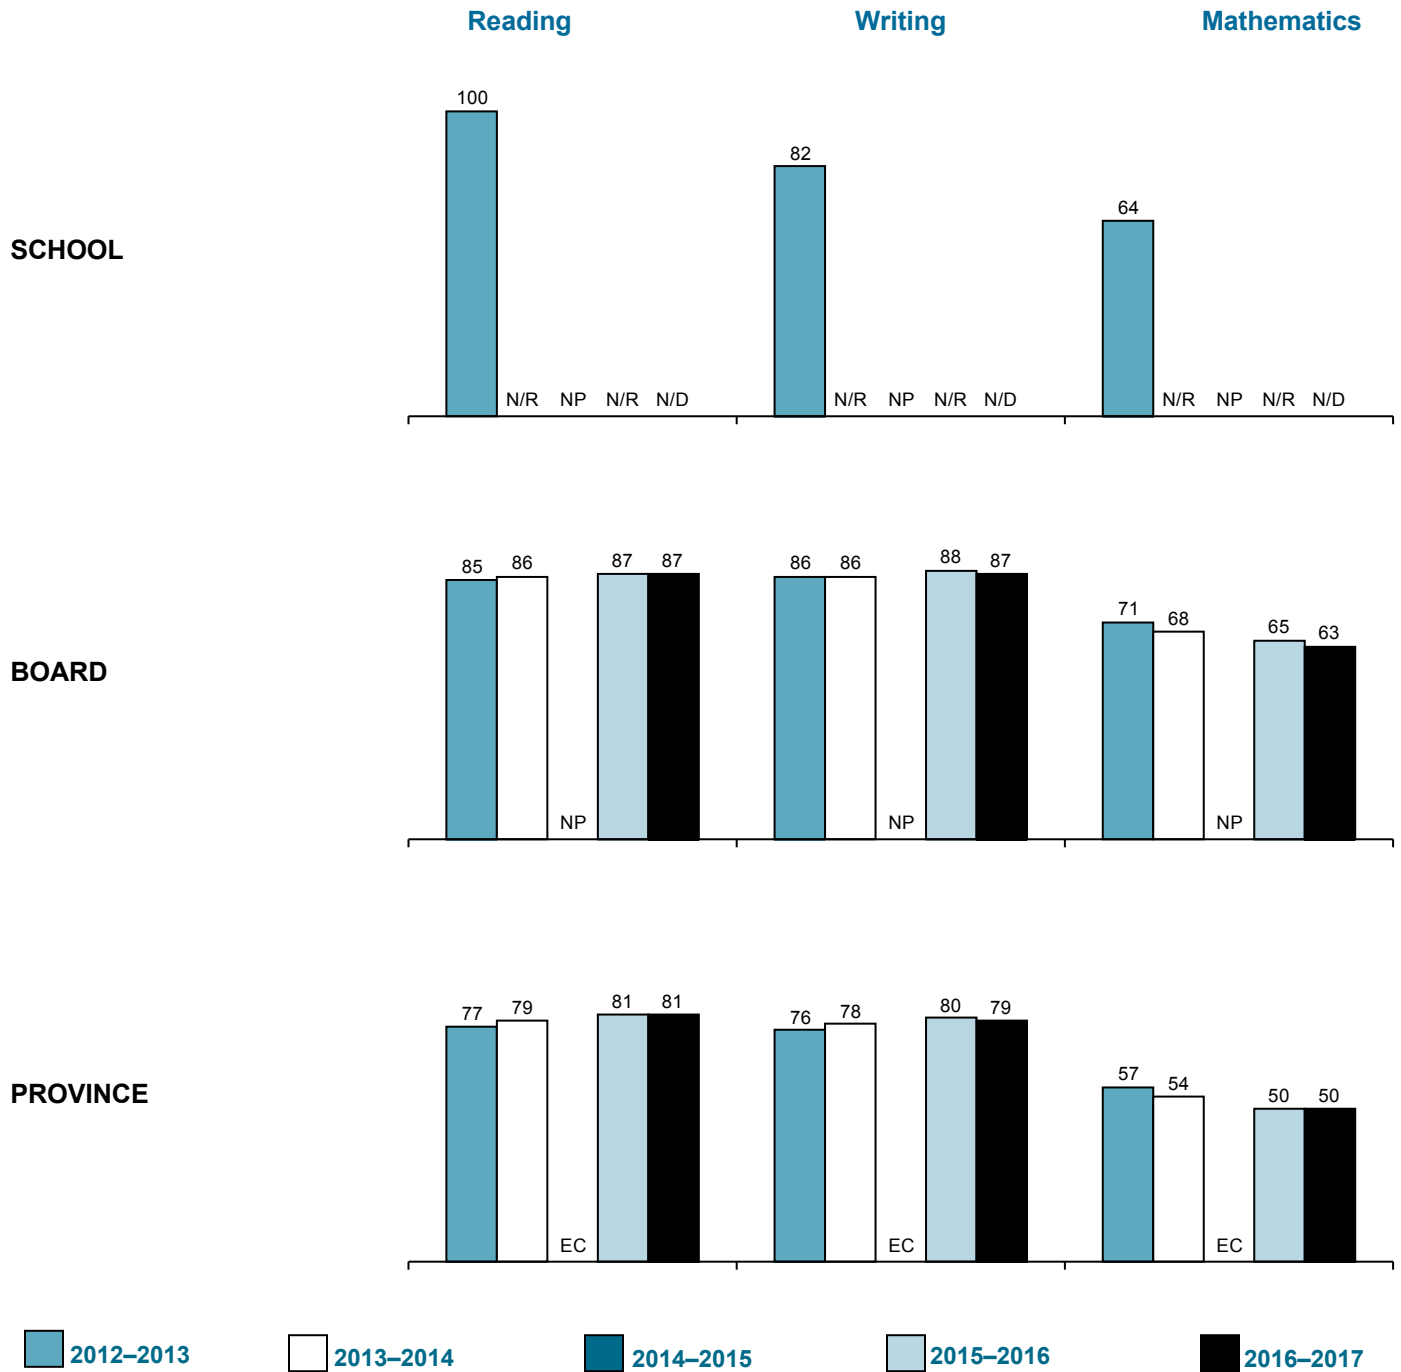 Reading Writing Mathematics
SCHOOL
100 N/R NP N/R N/D
82 N/R NP N/R N/D
64 N/R NP N/R N/D
BOARD
85 86 NP 87 87
86 86 NP 88 87
71 68 NP 65 63
PROVINCE
77 79 EC 81 81
76 78 EC 80 79
57 54 EC 50 50
2012–2013 2013–2014 2014–2015 2015–2016 2016–2017